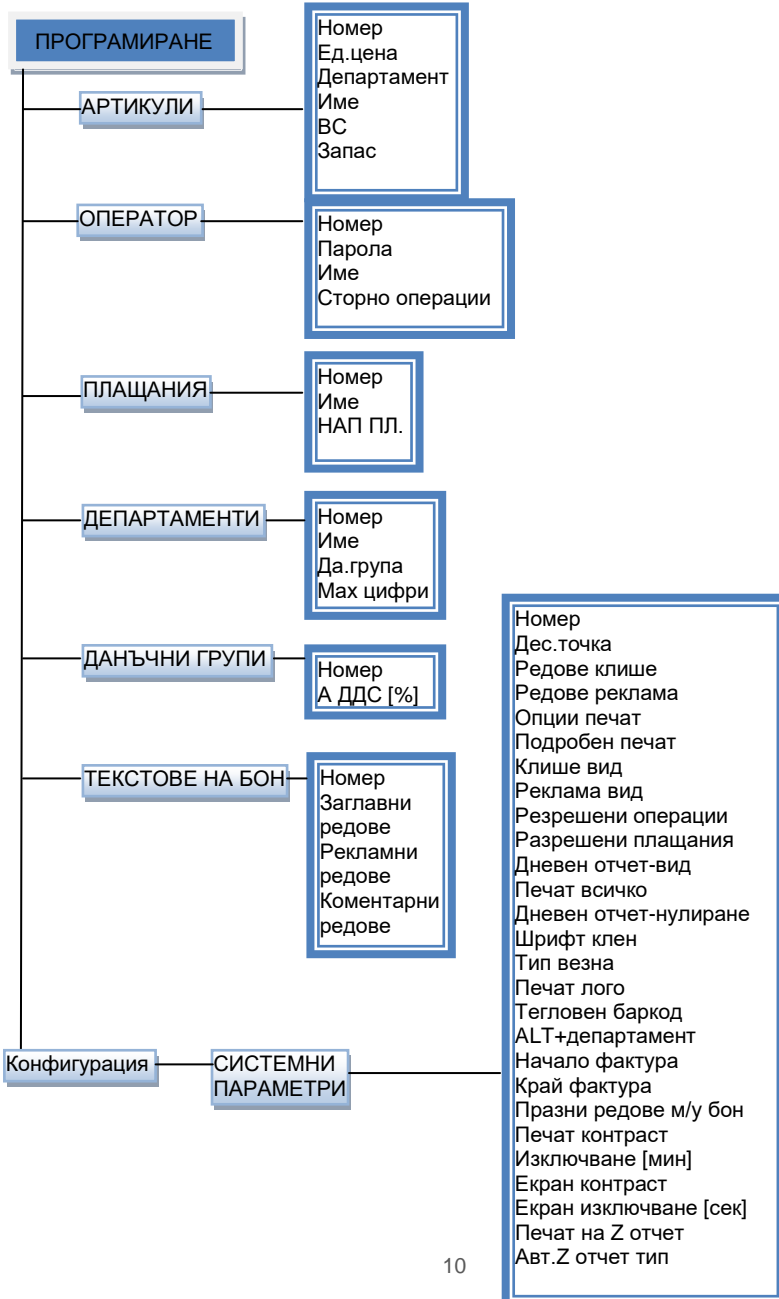 ПРОГРАМИРАНЕ
АРТИКУЛИ
Номер
Ед.цена
Департамент
Име
ВС
Запас
ОПЕРАТОР
Номер
Парола
Име
Сторно операции
ПЛАЩАНИЯ
Номер
Име
НАП ПЛ.
ДЕПАРТАМЕНТИ
Номер
Име
Да.група
Мах цифри
ДАНЪЧНИ ГРУПИ
Номер
А ДДС [%]
ТЕКСТОВЕ НА БОН
Номер
Заглавни
редове
Рекламни
редове
Коментарни
редове
Конфигурация
СИСТЕМНИ
ПАРАМЕТРИ
Номер
Дес.точка
Редове клише
Редове реклама
Опции печат
Подробен печат
Клише вид
Реклама вид
Резрешени операции
Разрешени плащания
Дневен отчет-вид
Печат всичко
Дневен отчет-нулиране
Шрифт клен
Тип везна
Печат лого
Тегловен баркод
ALT+департамент
Начало фактура
Край фактура
Празни редове м/у бон
Печат контраст
Изключване [мин]
Екран контраст
Екран изключване [сек]
Печат на Z отчет
Авт.Z отчет тип
10